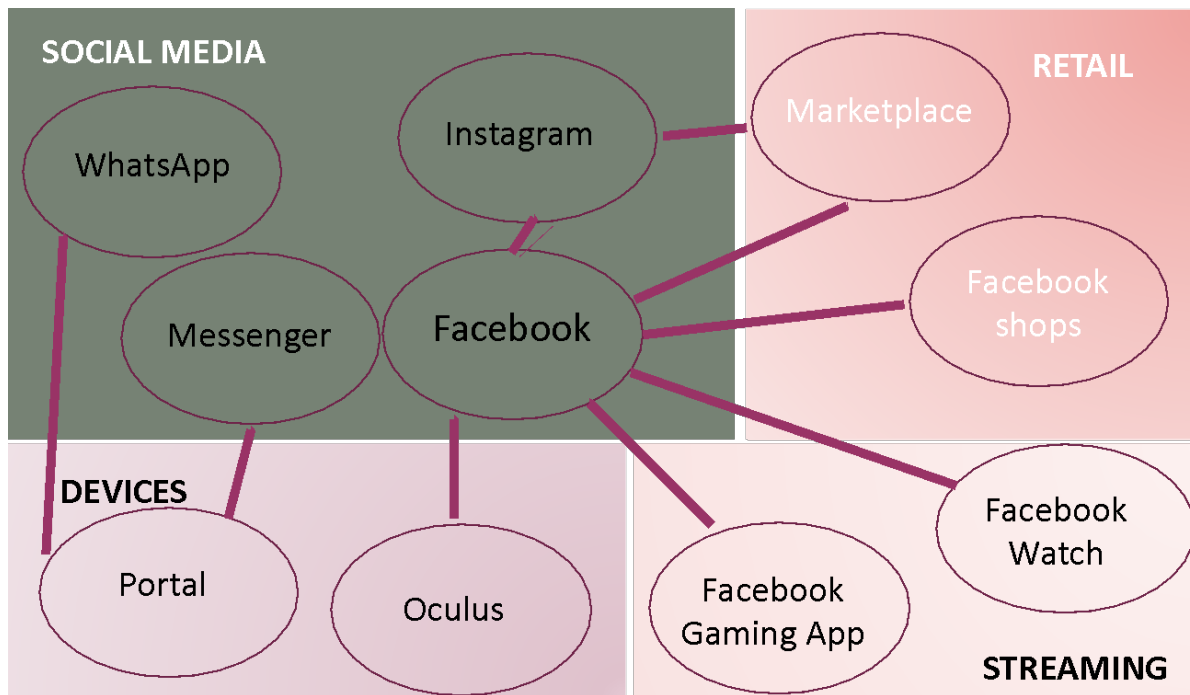 SOCIAL MEDIA
WhatsApp
Instagram
Messenger
Facebook
RETAIL
Marketplace
Facebook
shops
DEVICES
Portal
Oculus
Facebook
Gaming App
Facebook
Watch
STREAMING